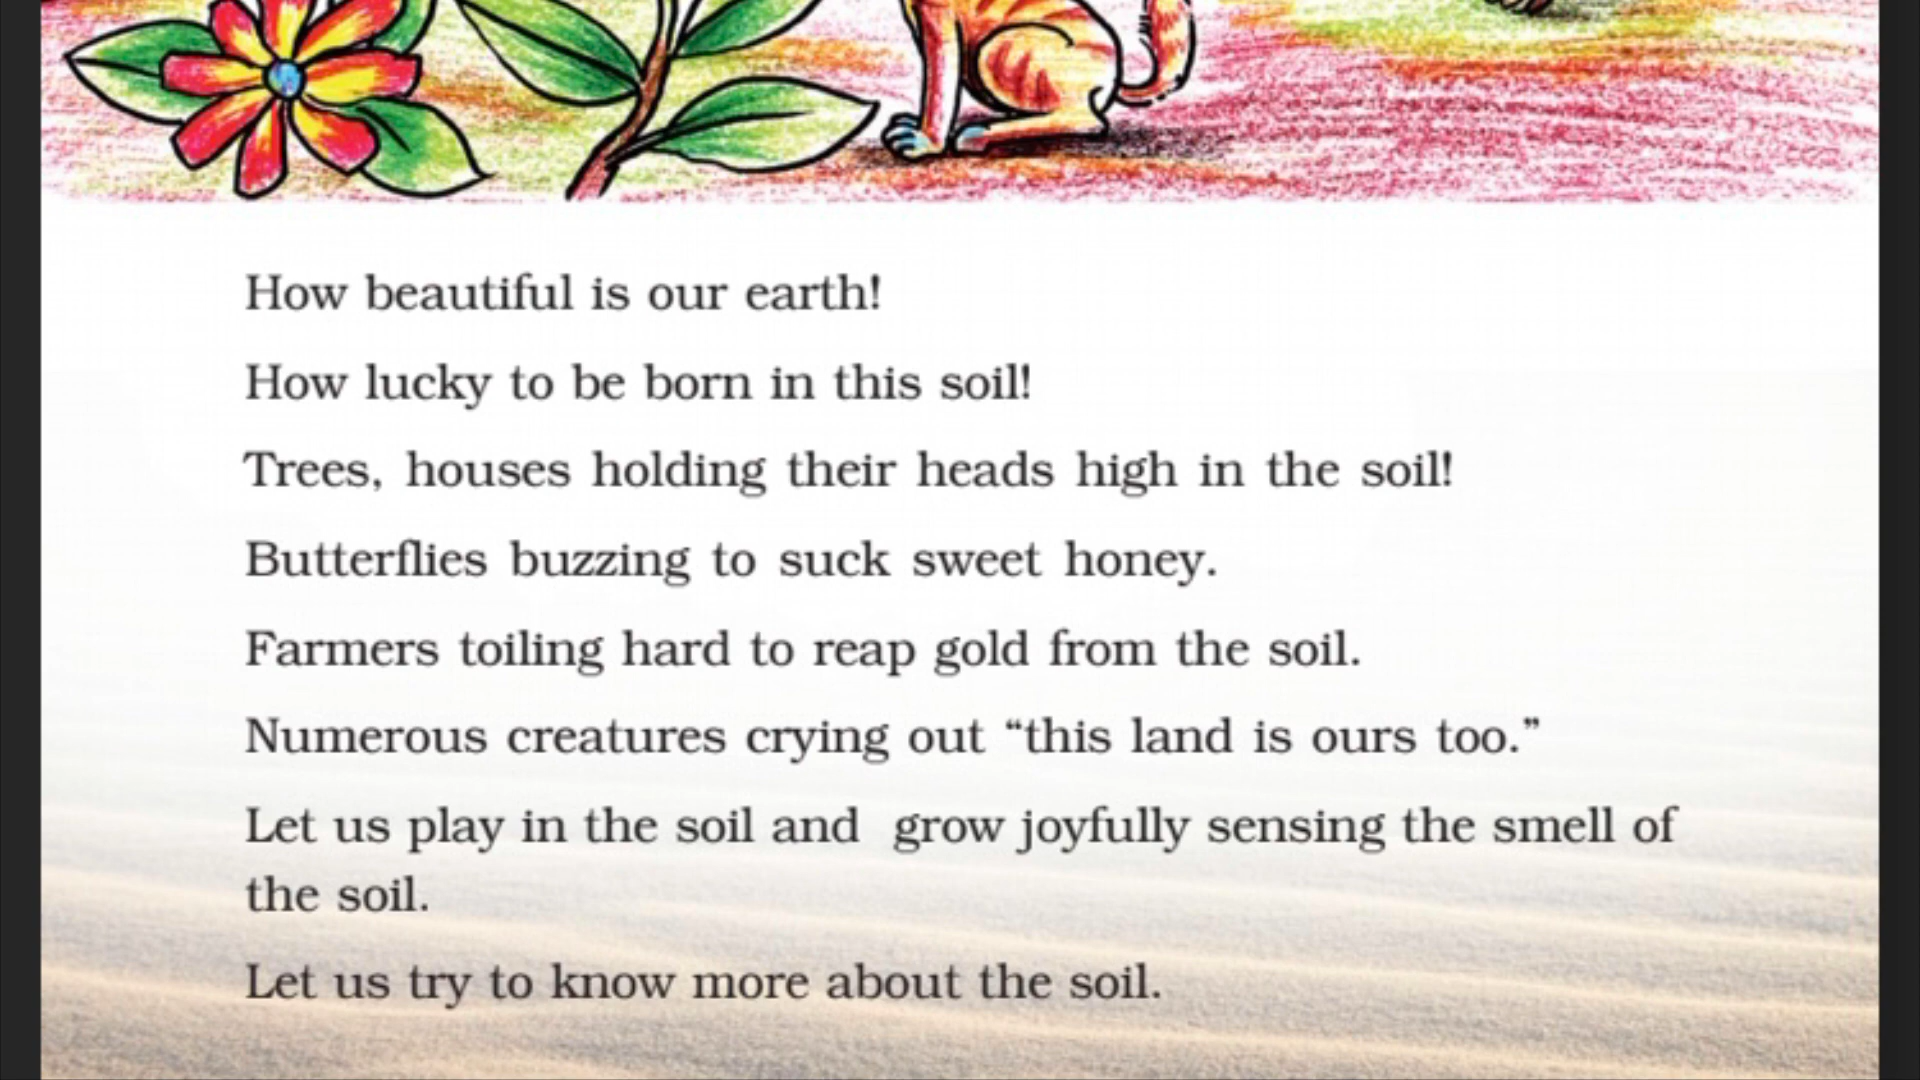 How beautiful is our earth!
How lucky to be born in this soil!
Trees, houses holding their heads high in the soil!
Butterflies buzzing to suck sweet honey.
Farmers toiling hard to reap gold from the soil.
Numerous creatures crying out “this land is ours too.”
Let us play in the soil and grow joyfully sensing the smell of
the soil.
Let us try to know more about the soil.